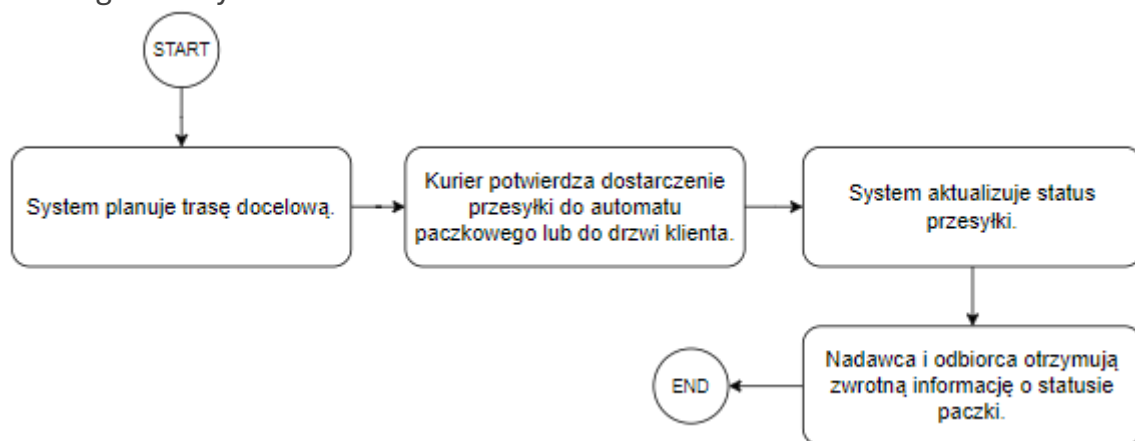 START
System planuje trasę docelową.
Kurier potwierdza dostarczenie
przesyłki do automatu
paczkowego lub do drzwi klienta.
System aktualizuje status
przesyłki.
Nadawca i odbiorca otrzymują
zwrotną informację o statusie
paczki.
END